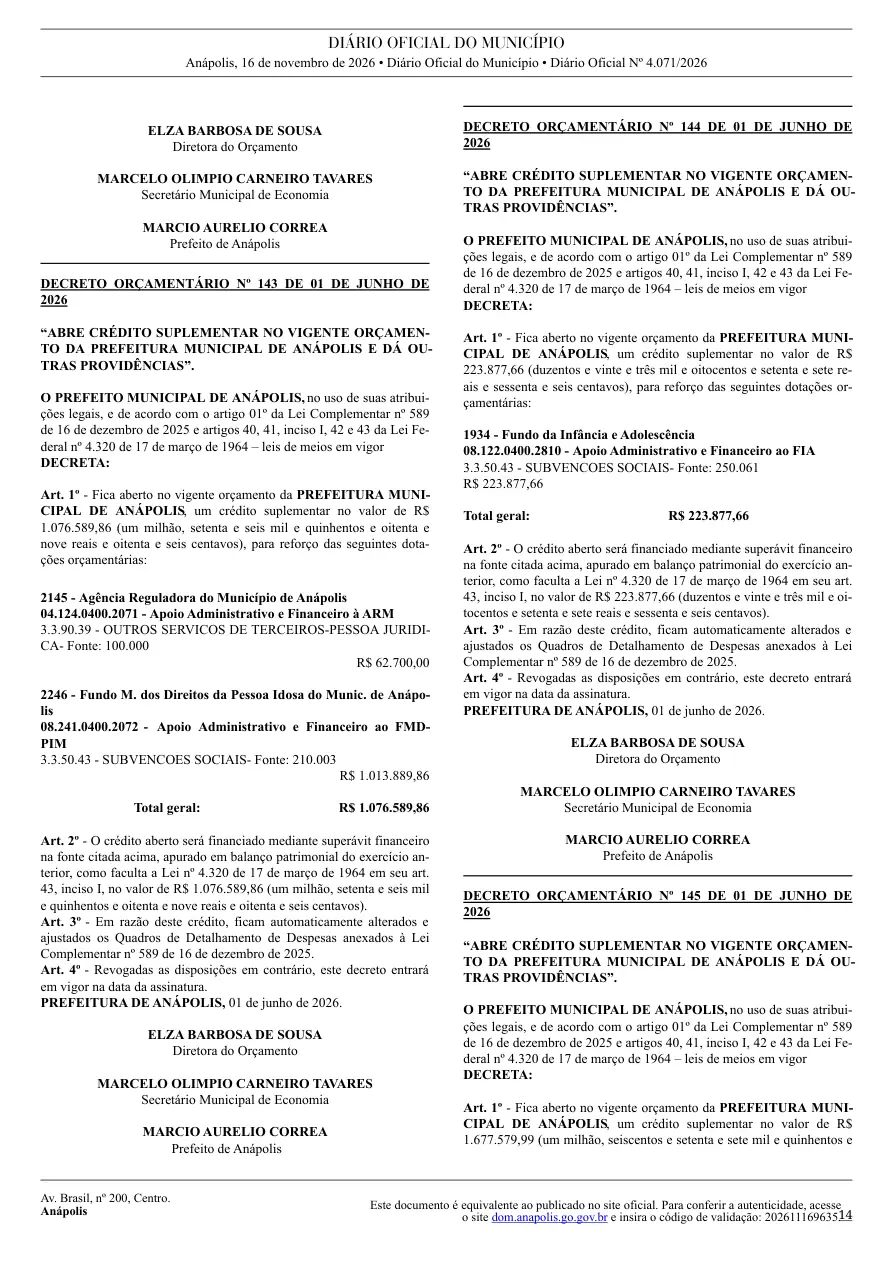 DIÁRIO OFICIAL DO MUNICÍPIO
Anápolis, 16 de novembro de 2026 • Diário Oficial do Município • Diário Oficial Nº 4.071/2026
ELZA BARBOSA DE SOUSA
Diretora do Orçamento
MARCELO OLIMPIO CARNEIRO TAVARES
Secretário Municipal de Economia
MARCIO AURELIO CORREA
Prefeito de Anápolis
DECRETO ORÇAMENTÁRIO Nº 143 DE 01 DE JUNHO DE
2026
“ABRE CRÉDITO SUPLEMENTAR NO VIGENTE ORÇAMEN-
TO DA PREFEITURA MUNICIPAL DE ANÁPOLIS E DÁ OU-
TRAS PROVIDÊNCIAS”.
O PREFEITO MUNICIPAL DE ANÁPOLIS, no uso de suas atribui-
ções legais, e de acordo com o artigo 01º da Lei Complementar nº 589
de 16 de dezembro de 2025 e artigos 40, 41, inciso I, 42 e 43 da Lei Fe-
deral nº 4.320 de 17 de março de 1964 – leis de meios em vigor
DECRETA:
Art. 1º - Fica aberto no vigente orçamento da PREFEITURA MUNI-
CIPAL DE ANÁPOLIS, um crédito suplementar no valor de R$
1.076.589,86 (um milhão, setenta e seis mil e quinhentos e oitenta e
nove reais e oitenta e seis centavos), para reforço das seguintes dota-
ções orçamentárias:
2145 - Agência Reguladora do Município de Anápolis
04.124.0400.2071 - Apoio Administrativo e Financeiro à ARM
3.3.90.39 - OUTROS SERVICOS DE TERCEIROS-PESSOA JURIDI-
CA- Fonte: 100.000
R$ 62.700,00
2246 - Fundo M. dos Direitos da Pessoa Idosa do Munic. de Anápo-
lis
08.241.0400.2072 - Apoio Administrativo e Financeiro ao FMD-
PIM
3.3.50.43 - SUBVENCOES SOCIAIS- Fonte: 210.003
R$ 1.013.889,86
Total geral: R$ 1.076.589,86
Art. 2º - O crédito aberto será financiado mediante superávit financeiro
na fonte citada acima, apurado em balanço patrimonial do exercício an-
terior, como faculta a Lei nº 4.320 de 17 de março de 1964 em seu art.
43, inciso I, no valor de R$ 1.076.589,86 (um milhão, setenta e seis mil
e quinhentos e oitenta e nove reais e oitenta e seis centavos).
Art. 3º - Em razão deste crédito, ficam automaticamente alterados e
ajustados os Quadros de Detalhamento de Despesas anexados à Lei
Complementar nº 589 de 16 de dezembro de 2025.
Art. 4º - Revogadas as disposições em contrário, este decreto entrará
em vigor na data da assinatura.
PREFEITURA DE ANÁPOLIS, 01 de junho de 2026.
ELZA BARBOSA DE SOUSA
Diretora do Orçamento
MARCELO OLIMPIO CARNEIRO TAVARES
Secretário Municipal de Economia
MARCIO AURELIO CORREA
Prefeito de Anápolis
DECRETO ORÇAMENTÁRIO Nº 144 DE 01 DE JUNHO DE
2026
“ABRE CRÉDITO SUPLEMENTAR NO VIGENTE ORÇAMEN-
TO DA PREFEITURA MUNICIPAL DE ANÁPOLIS E DÁ OU-
TRAS PROVIDÊNCIAS”.
O PREFEITO MUNICIPAL DE ANÁPOLIS, no uso de suas atribui-
ções legais, e de acordo com o artigo 01º da Lei Complementar nº 589
de 16 de dezembro de 2025 e artigos 40, 41, inciso I, 42 e 43 da Lei Fe-
deral nº 4.320 de 17 de março de 1964 – leis de meios em vigor
DECRETA:
Art. 1º - Fica aberto no vigente orçamento da PREFEITURA MUNI-
CIPAL DE ANÁPOLIS, um crédito suplementar no valor de R$
223.877,66 (duzentos e vinte e três mil e oitocentos e setenta e sete re-
ais e sessenta e seis centavos), para reforço das seguintes dotações or-
çamentárias:
1934 - Fundo da Infância e Adolescência
08.122.0400.2810 - Apoio Administrativo e Financeiro ao FIA
3.3.50.43 - SUBVENCOES SOCIAIS- Fonte: 250.061
R$ 223.877,66
Total geral: R$ 223.877,66
Art. 2º - O crédito aberto será financiado mediante superávit financeiro
na fonte citada acima, apurado em balanço patrimonial do exercício an-
terior, como faculta a Lei nº 4.320 de 17 de março de 1964 em seu art.
43, inciso I, no valor de R$ 223.877,66 (duzentos e vinte e três mil e oi-
tocentos e setenta e sete reais e sessenta e seis centavos).
Art. 3º - Em razão deste crédito, ficam automaticamente alterados e
ajustados os Quadros de Detalhamento de Despesas anexados à Lei
Complementar nº 589 de 16 de dezembro de 2025.
Art. 4º - Revogadas as disposições em contrário, este decreto entrará
em vigor na data da assinatura.
PREFEITURA DE ANÁPOLIS, 01 de junho de 2026.
ELZA BARBOSA DE SOUSA
Diretora do Orçamento
MARCELO OLIMPIO CARNEIRO TAVARES
Secretário Municipal de Economia
MARCIO AURELIO CORREA
Prefeito de Anápolis
DECRETO ORÇAMENTÁRIO Nº 145 DE 01 DE JUNHO DE
2026
“ABRE CRÉDITO SUPLEMENTAR NO VIGENTE ORÇAMEN-
TO DA PREFEITURA MUNICIPAL DE ANÁPOLIS E DÁ OU-
TRAS PROVIDÊNCIAS”.
O PREFEITO MUNICIPAL DE ANÁPOLIS, no uso de suas atribui-
ções legais, e de acordo com o artigo 01º da Lei Complementar nº 589
de 16 de dezembro de 2025 e artigos 40, 41, inciso I, 42 e 43 da Lei Fe-
deral nº 4.320 de 17 de março de 1964 – leis de meios em vigor
DECRETA:
Art. 1º - Fica aberto no vigente orçamento da PREFEITURA MUNI-
CIPAL DE ANÁPOLIS, um crédito suplementar no valor de R$
1.677.579,99 (um milhão, seiscentos e setenta e sete mil e quinhentos e
Av. Brasil, nº 200, Centro.
Anápolis
Este documento é equivalente ao publicado no site oficial. Para conferir a autenticidade, acesse
o site dom.anapolis.go.gov.br e insira o código de validação: 202611169635
14